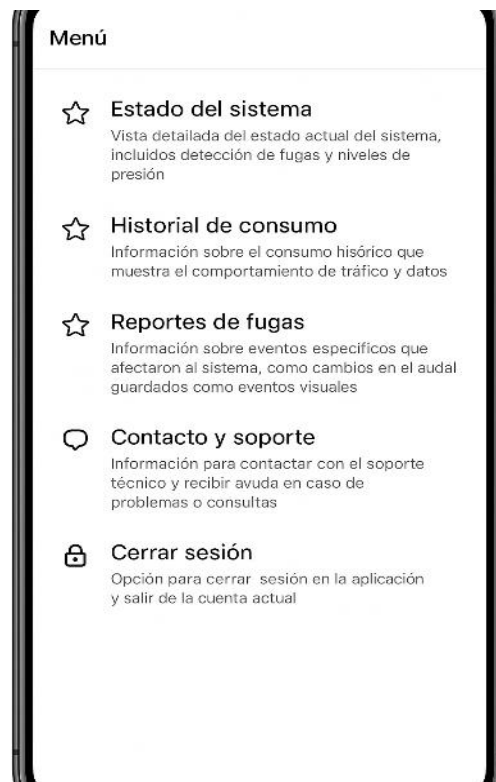 Menú
Estado del sistema
Vista detailada del estado actual del sistema,
incluidos detección de fugas y niveles de
presión
Historial de consumo
Información sobre el consumo hisórico que
muestra el comportamiento de tráfico y datos
Reportes de fugas
Información sobre eventos especificos que
afectaron al sistema, como cambios en el audal
guardados como eventos visuales
Contacto y soporte
Información para contactar con el soporte
técnico y recibir avuda en caso de
problemas o consultas
Cerrar sesión
Opción para cerrar sesión en la aplicación
y salir de la cuenta actual